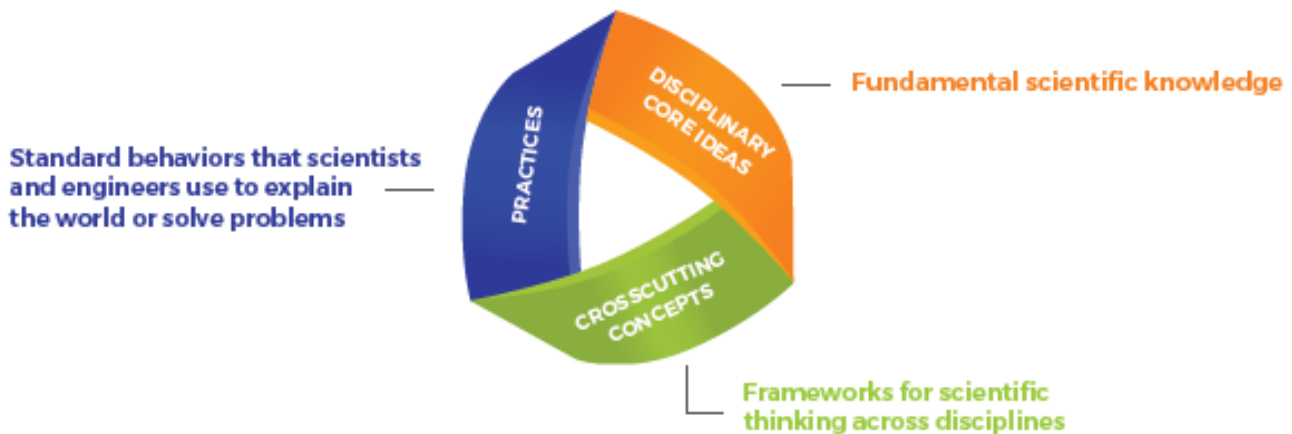 DISCIPLINARY
CORE IDEAS
Fundamental scientific knowledge
PRACTICES
Standard behaviors that scientists
and engineers use to explain
the world or solve problems
CROSSCUTTING
CONCEPTS
Frameworks for scientific
thinking across disciplines